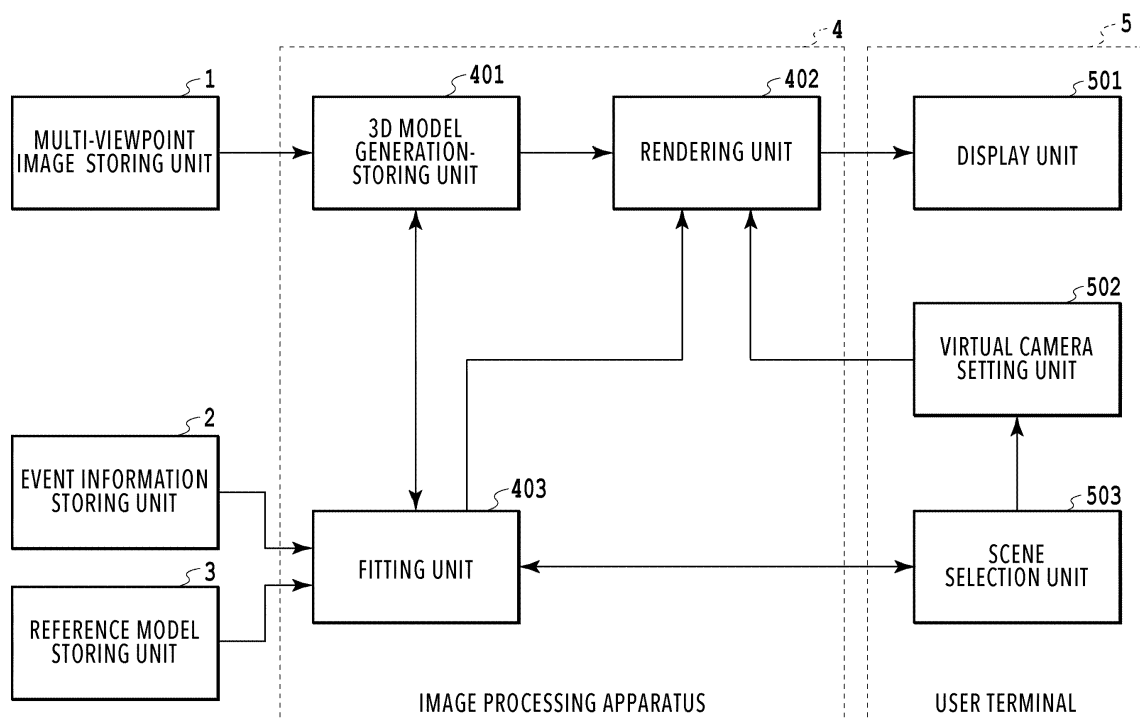 4
5
1
401
402
501
MULTI-VIEWPOINT
IMAGE STORING UNIT
3D MODEL
GENERATION-
STORING UNIT
RENDERING UNIT
DISPLAY UNIT
502
VIRTUAL CAMERA
SETTING UNIT
2
EVENT INFORMATION
STORING UNIT
403
503
FITTING UNIT
SCENE
SELECTION UNIT
3
REFERENCE MODEL
STORING UNIT
IMAGE PROCESSING APPARATUS
USER TERMINAL